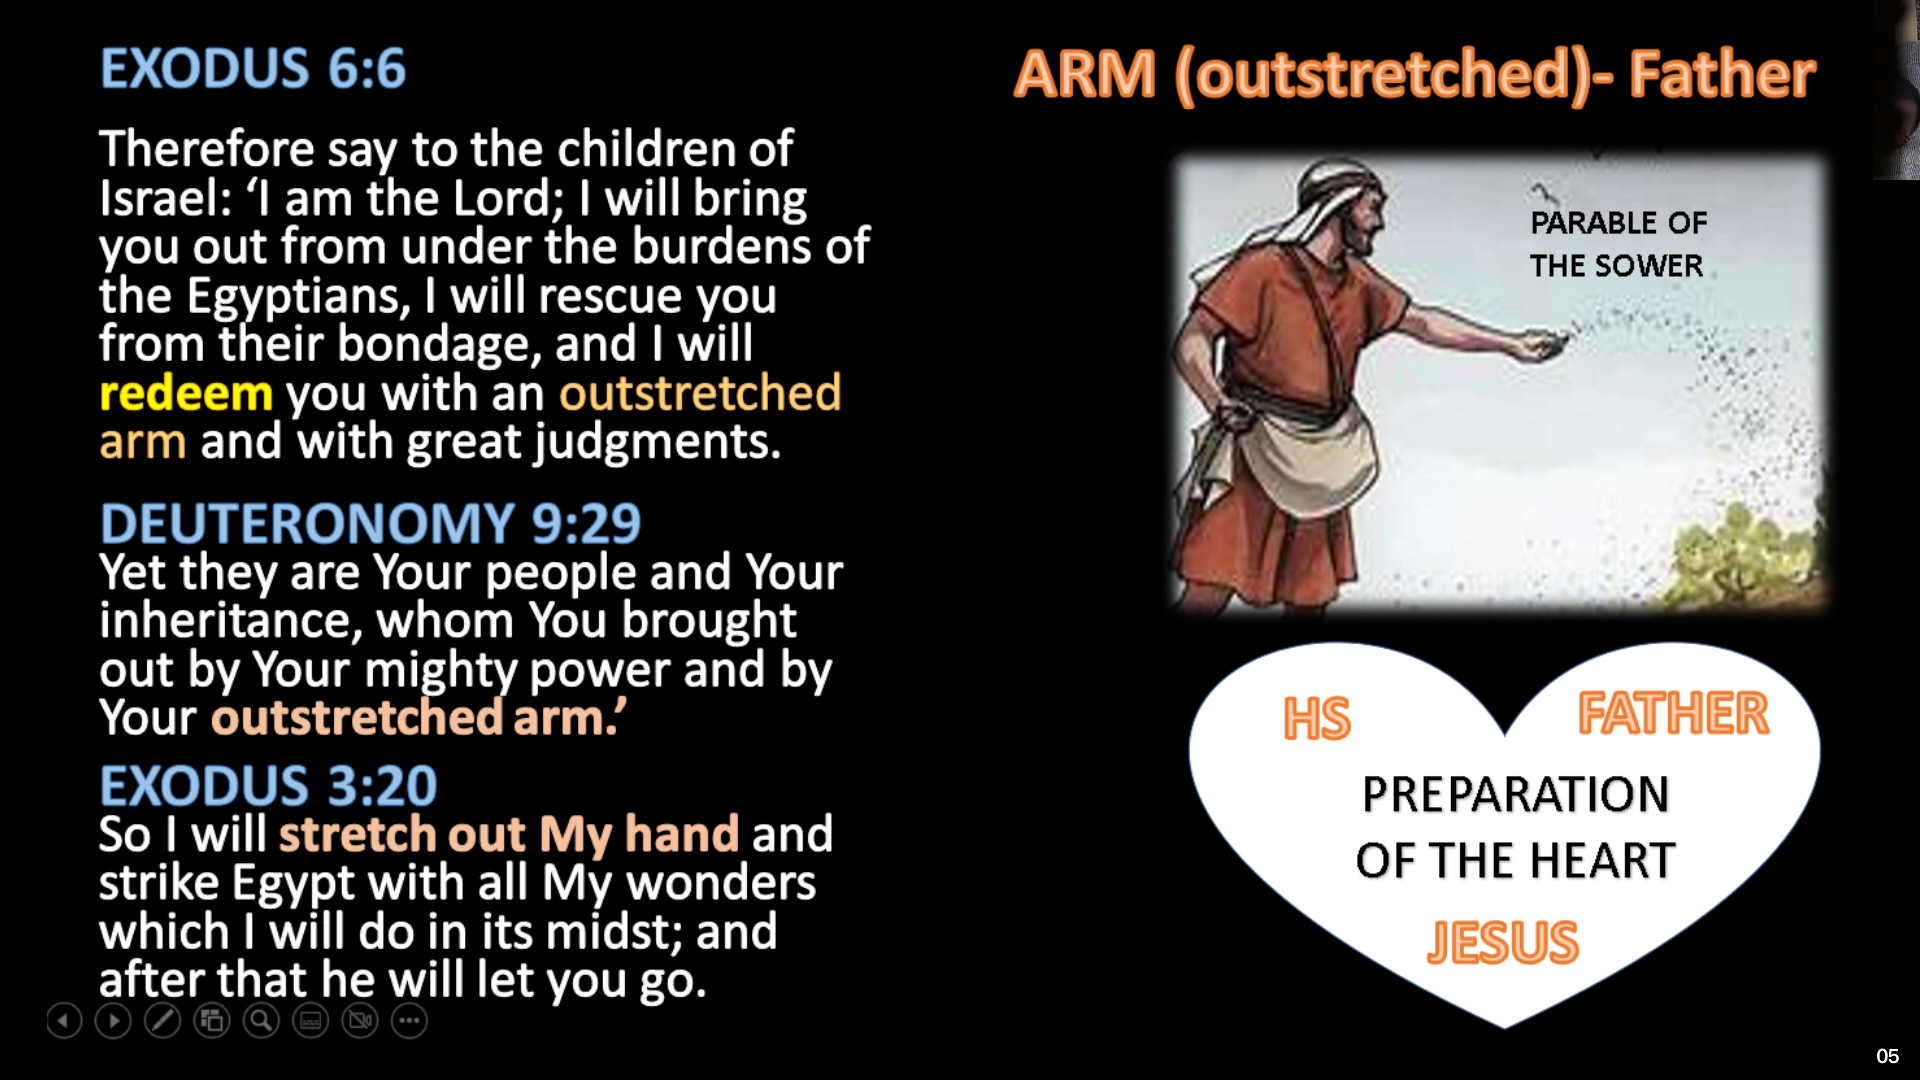 EXODUS 6:6
Therefore say to the children of
Israel: ‘I am the Lord; I will bring
you out from under the burdens of
the Egyptians, I will rescue you
from their bondage, and I will
redeem you with an outstretched
arm and with great judgments.
DEUTERONOMY 9:29
Yet they are Your people and Your
inheritance, whom You brought
out by Your mighty power and by
Your outstretched arm.’
EXODUS 3:20
So I will stretch out My hand and
strike Egypt with all My wonders
which I will do in its midst; and
after that he will let you go.
ARM (outstretched)- Father
PARABLE OF
THE SOWER
HS FATHER
PREPARATION
OF THE HEART
JESUS
05